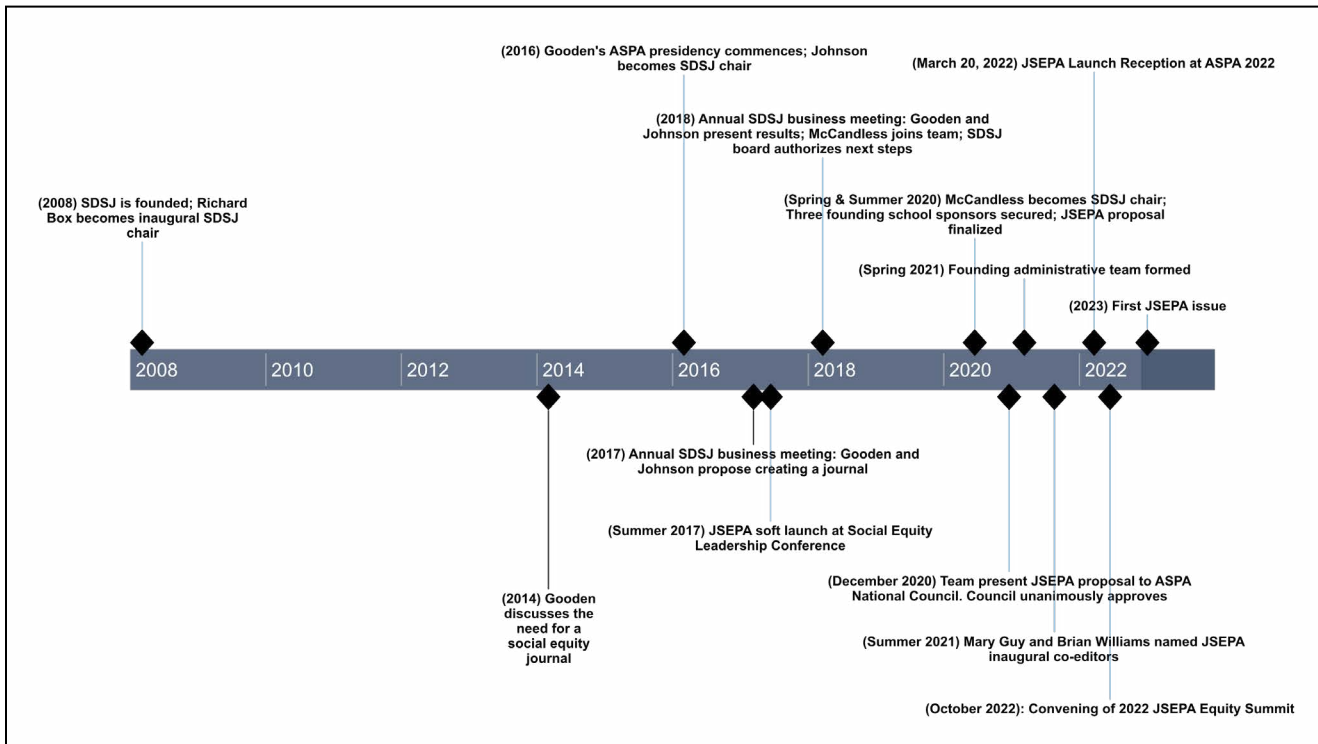 (2016) Gooden's ASPA presidency commences; Johnson
becomes SDSJ chair
(March 20, 2022) JSEPA Launch Reception at ASPA 2022
(2018) Annual SDSJ business meeting: Gooden and
Johnson present results; McCandless joins team; SDSJ
board authorizes next steps
(2008) SDSJ is founded; Richard
Box becomes inaugural SDSJ
chair
(Spring & Summer 2020) McCandless becomes SDSJ chair;
Three founding school sponsors secured; JSEPA proposal
finalized
(Spring 2021) Founding administrative team formed
(2023) First JSEPA issue
2008 2010 2012 2014 2016 2018 2020 2022
(2017) Annual SDSJ business meeting: Gooden and
Johnson propose creating a journal
(Summer 2017) JSEPA soft launch at Social Equity
Leadership Conference
(December 2020) Team present JSEPA proposal to ASPA
National Council. Council unanimously approves
(2014) Gooden
discusses the
need for a
social equity
journal
(Summer 2021) Mary Guy and Brian Williams named JSEPA
inaugural co-editors
(October 2022): Convening of 2022 JSEPA Equity Summit